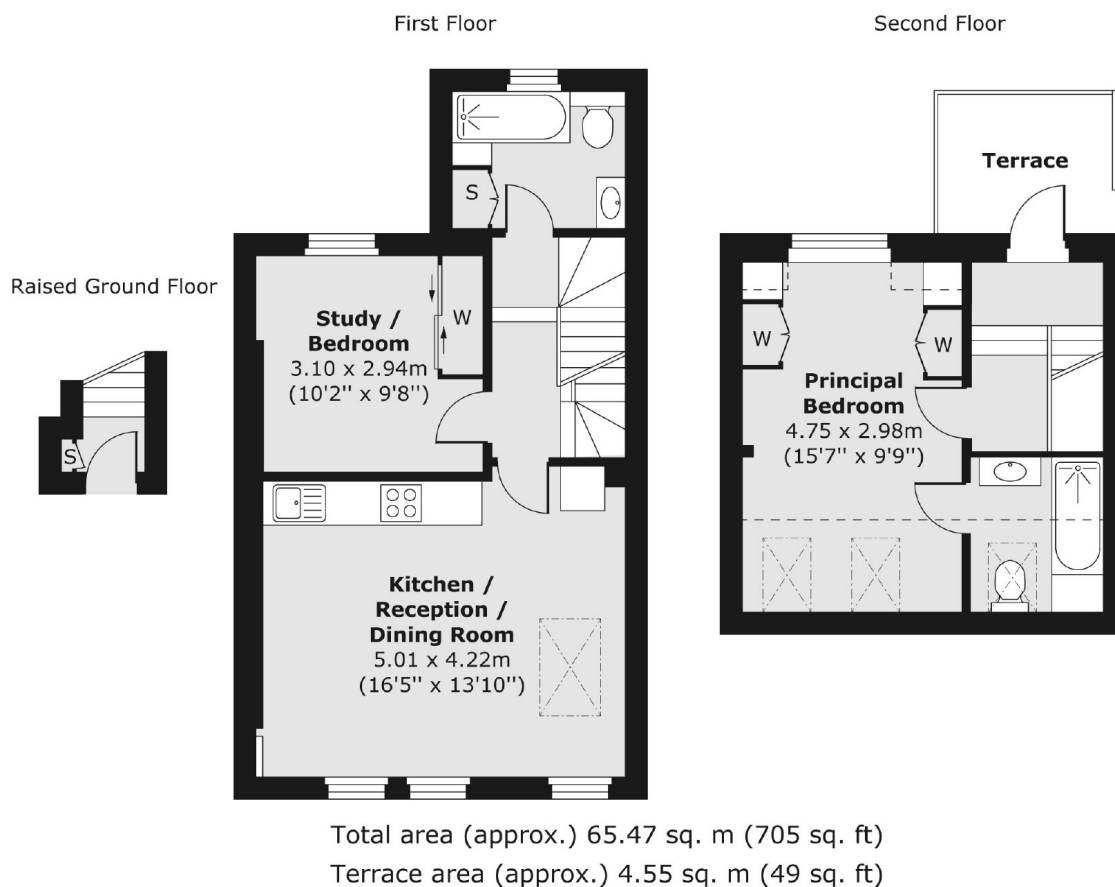 First Floor
Second Floor
Raised Ground Floor
S
S
Study /
Bedroom
3.10 x 2.94m
(10'2" x 9'8")
W
Kitchen /
Reception /
Dining Room
5.01 x 4.22m
(16'5" x 13'10")
Terrace
W
W
Principal
Bedroom
4.75 x 2.98m
(15'7" x 9'9")
Total area (approx.) 65.47 sq. m (705 sq. ft)
Terrace area (approx.) 4.55 sq. m (49 sq. ft)